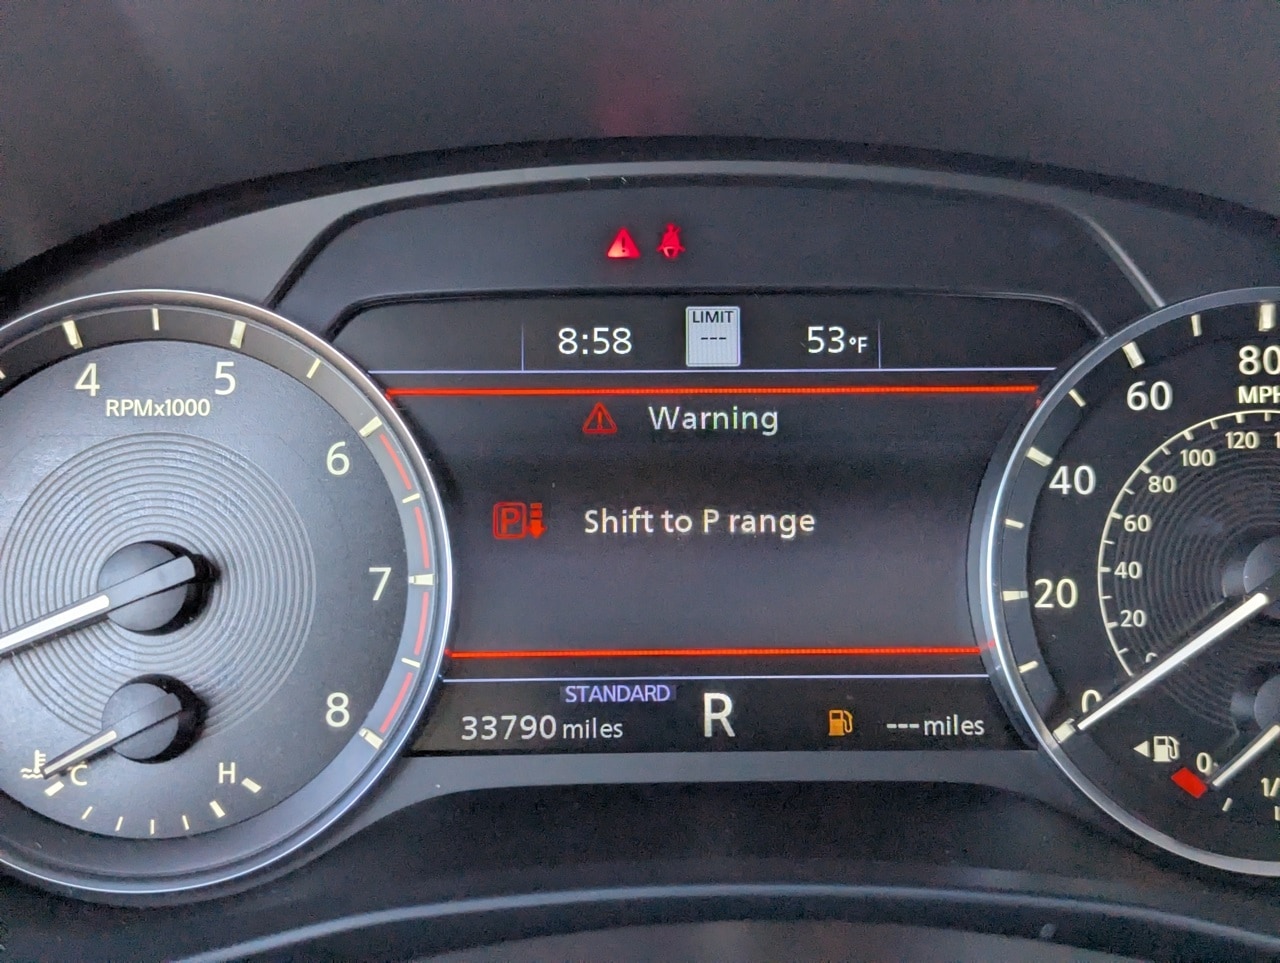 LIMIT
8:58 --- 53°F
Warning
P Shift to P range
STANDARD
33790 miles R --- miles
4 5 6 7 8
RPMx1000
C H
0 20 40 60 80
MPH
20 40 60 80 100 120
0